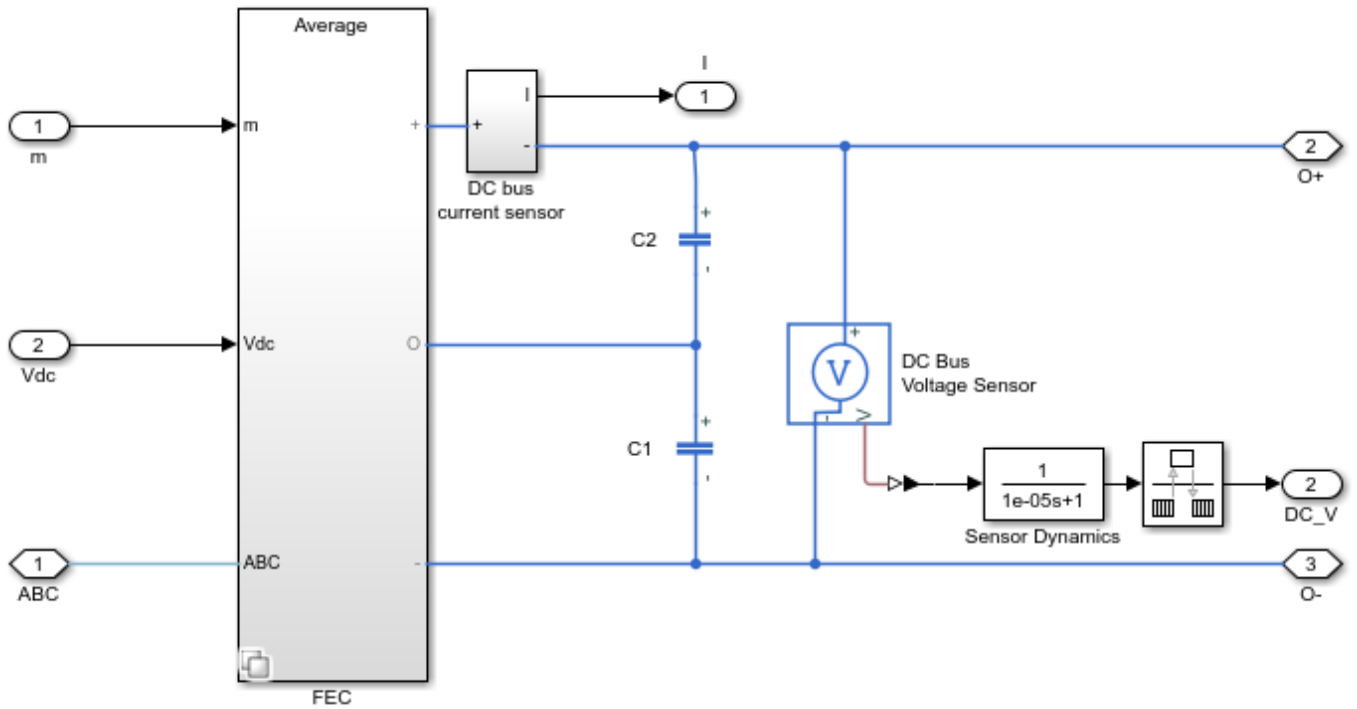 Average
I
I
1
1
m
m
+
+
-
2
O+
DC bus
current sensor
+
C2
-
2
Vdc
Vdc
O
+
V
DC Bus
Voltage Sensor
-
V
+
C1
-
1
1e-05s+1
Sensor Dynamics
2
DC_V
1
ABC
ABC
-
3
O-
FEC